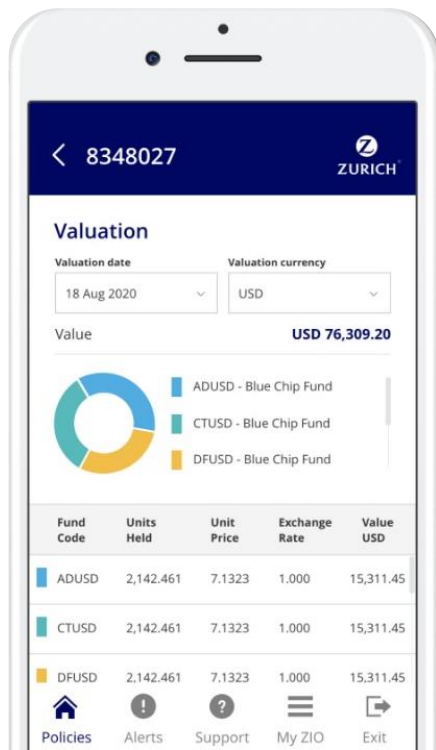 8348027
Z
ZURICH
Valuation
Valuation date Valuation currency
18 Aug 2020 USD
Value USD 76,309.20
ADUSD - Blue Chip Fund
CTUSD - Blue Chip Fund
DFUSD - Blue Chip Fund
Fund Units Unit Exchange Value
Code Held Price Rate USD
ADUSD 2,142.461 7.1323 1.000 15,311.45
CTUSD 2,142.461 7.1323 1.000 15,311.45
DFUSD 2,142.461 7.1323 1.000 15,311.45
Policies Alerts Support My ZIO Exit